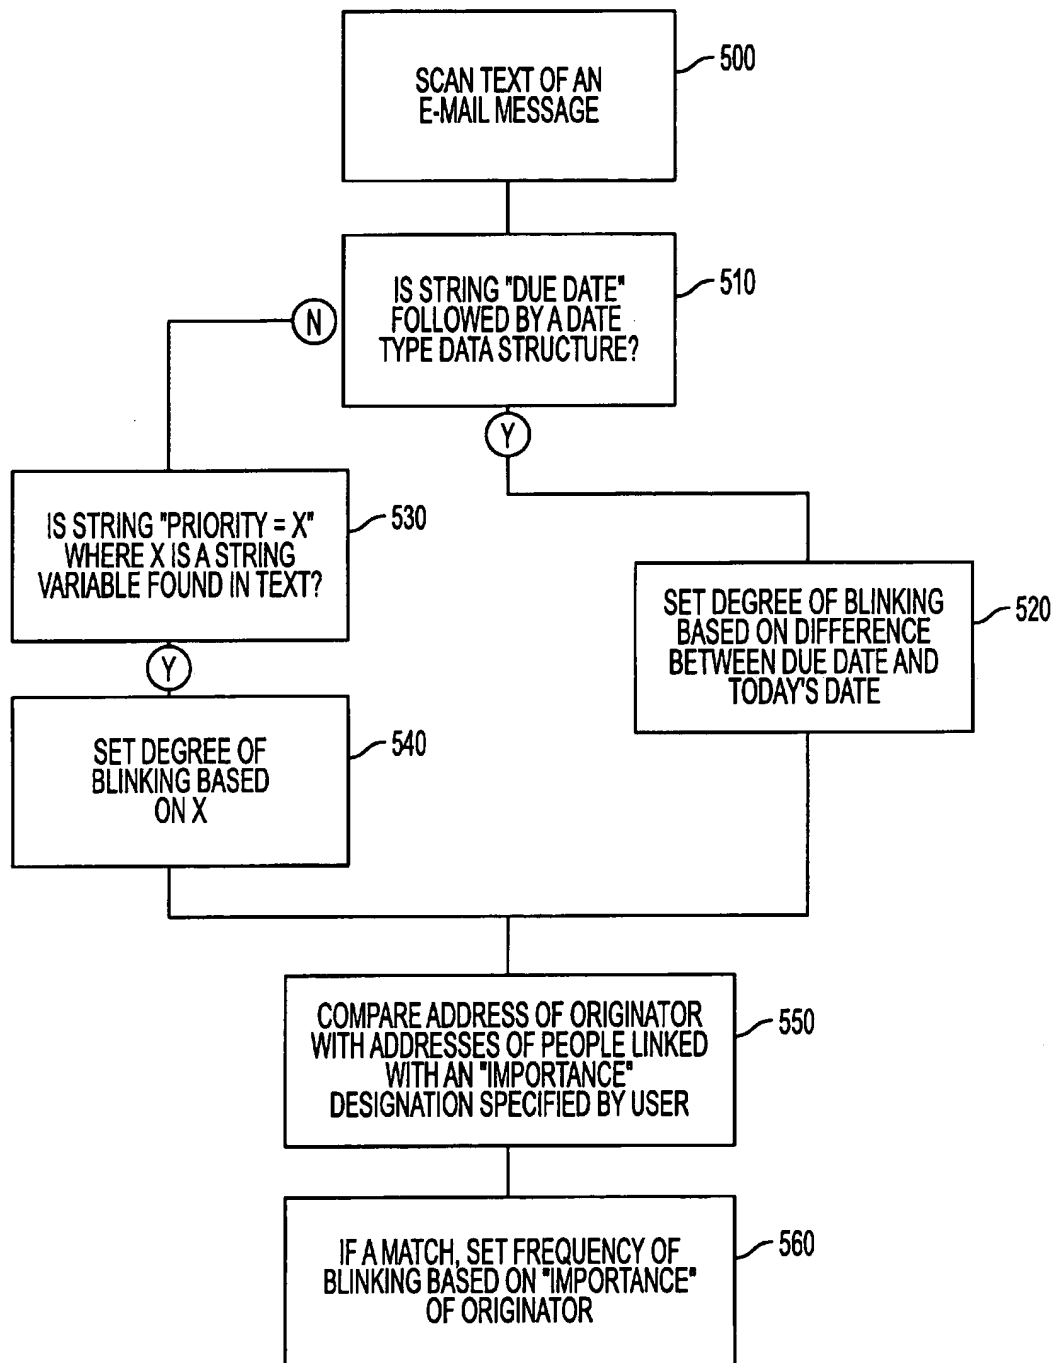 SCAN TEXT OF AN
E-MAIL MESSAGE
500
IS STRING "DUE DATE"
FOLLOWED BY A DATE
TYPE DATA STRUCTURE?
510
N
Y
IS STRING "PRIORITY = X"
WHERE X IS A STRING
VARIABLE FOUND IN TEXT?
530
SET DEGREE OF BLINKING
BASED ON DIFFERENCE
BETWEEN DUE DATE AND
TODAY'S DATE
520
Y
SET DEGREE OF
BLINKING BASED
ON X
540
COMPARE ADDRESS OF ORIGINATOR
WITH ADDRESSES OF PEOPLE LINKED
WITH AN "IMPORTANCE"
DESIGNATION SPECIFIED BY USER
550
IF A MATCH, SET FREQUENCY OF
BLINKING BASED ON "IMPORTANCE"
OF ORIGINATOR
560